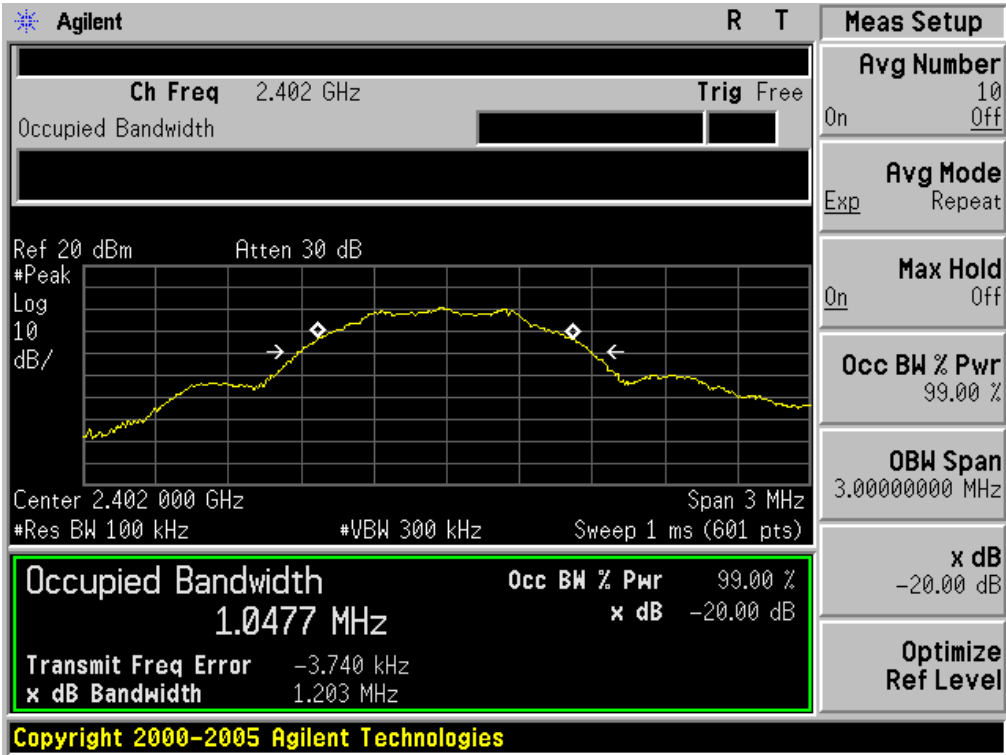 Agilent R T
Ch Freq 2.402 GHz Trig Free
Occupied Bandwidth
Ref 20 dBm Atten 30 dB
#Peak
Log
10
dB/
Center 2.402 000 GHz Span 3 MHz
#Res BW 100 kHz #VBW 300 kHz Sweep 1 ms (601 pts)
Occupied Bandwidth Occ BW % Pwr 99.00 %
1.0477 MHz x dB -20.00 dB
Transmit Freq Error -3.740 kHz
x dB Bandwidth 1.203 MHz
Copyright 2000-2005 Agilent Technologies
Meas Setup
Avg Number
10
On Off
Avg Mode
Exp Repeat
Max Hold
On Off
Occ BW % Pwr
99.00 %
OBW Span
3.00000000 MHz
x dB
-20.00 dB
Optimize
Ref Level